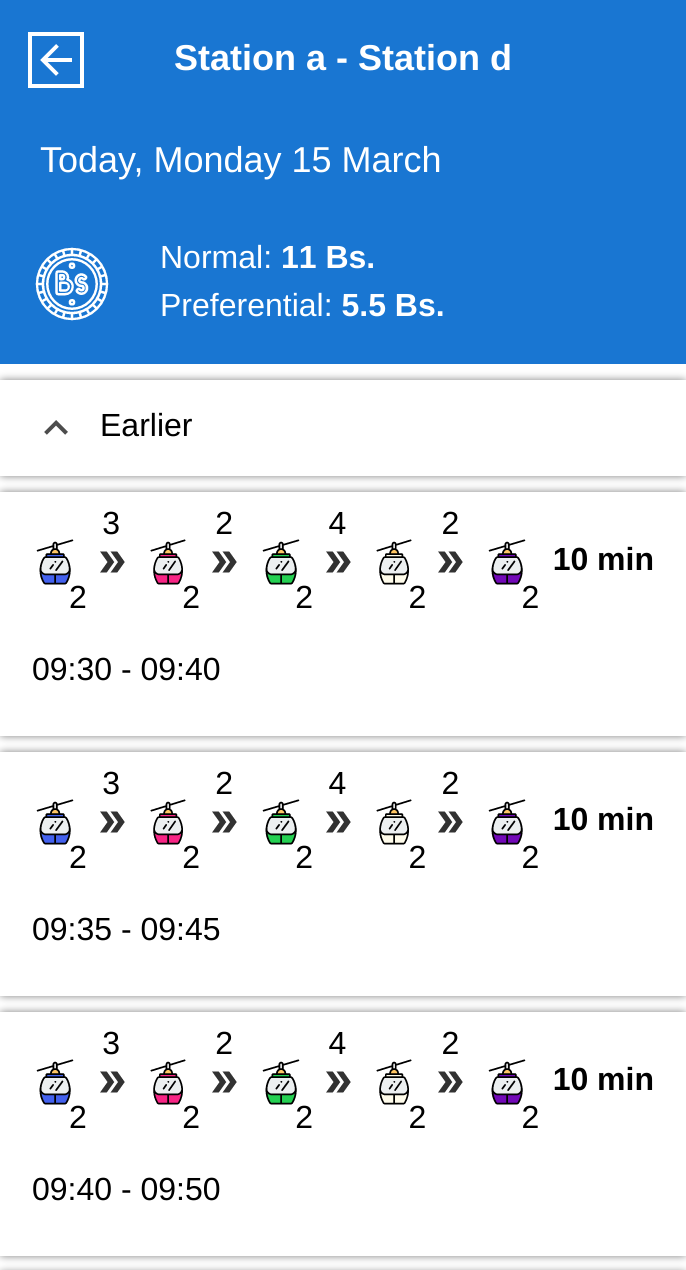 Station a - Station d
Today, Monday 15 March
Bs
Normal: 11 Bs.
Preferential: 5.5 Bs.
Earlier
3 2 4 2
» » » » 10 min
2 2 2 2 2
09:30 - 09:40
3 2 4 2
» » » » 10 min
2 2 2 2 2
09:35 - 09:45
3 2 4 2
» » » » 10 min
2 2 2 2 2
09:40 - 09:50